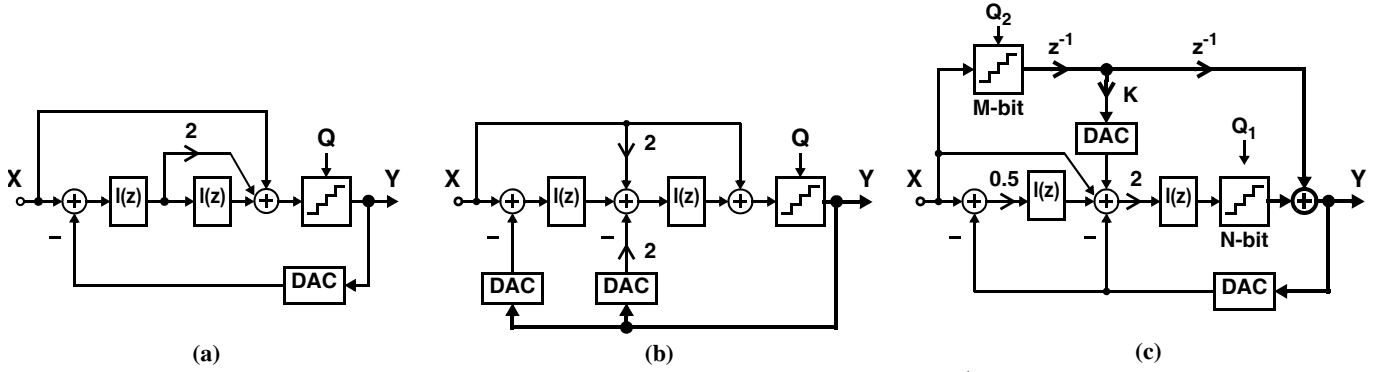 X
2
Q
Y
I(z)
I(z)
DAC
(a)
X
2
Q
Y
I(z)
I(z)
2
DAC
DAC
(b)
Q2
z-1
z-1
M-bit
K
DAC
Q1
X
0.5
I(z)
2
I(z)
Y
N-bit
DAC
(c)